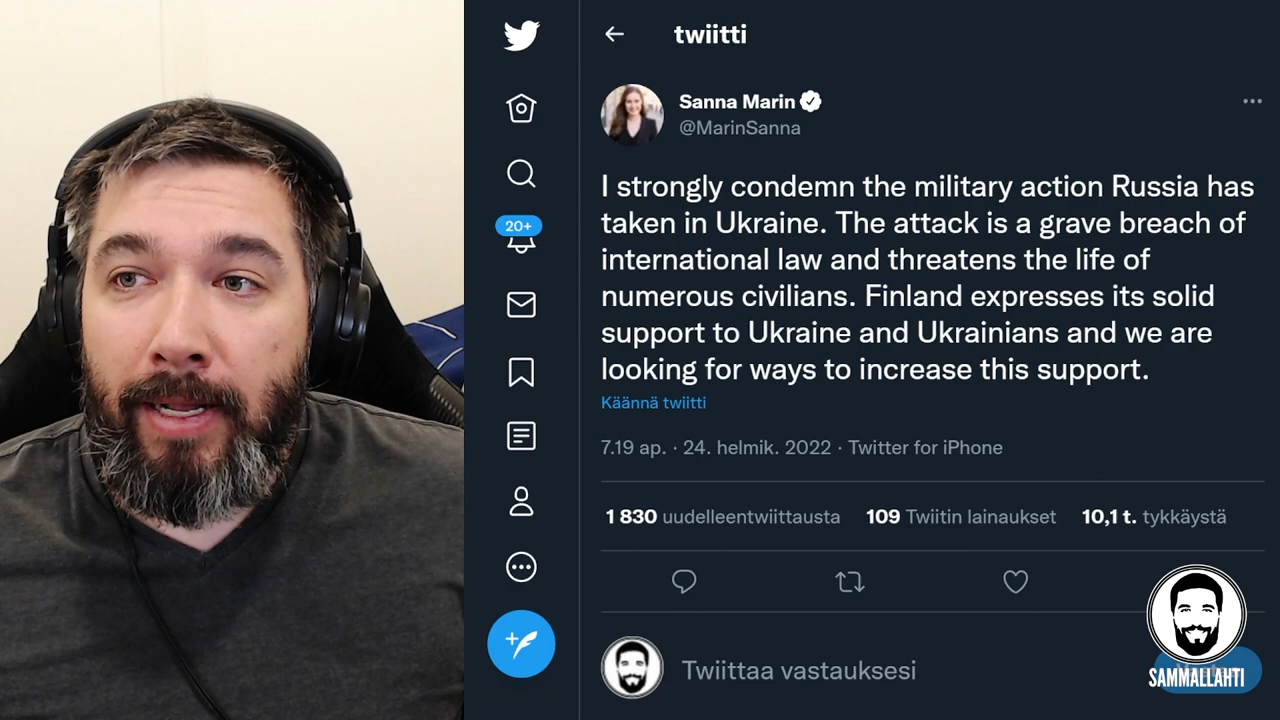 twiitti
Sanna Marin
@MarinSanna
I strongly condemn the military action Russia has
taken in Ukraine. The attack is a grave breach of
international law and threatens the life of
numerous civilians. Finland expresses its solid
support to Ukraine and Ukrainians and we are
looking for ways to increase this support.
Käännä twiitti
7.19 ap. · 24. helmik. 2022 · Twitter for iPhone
1 830 uudelleentwiittausta 109 Twiitin lainaukset 10,1 t. tykkäystä
20+
Twiittaa vastauksesi
SAMMALLAHTI